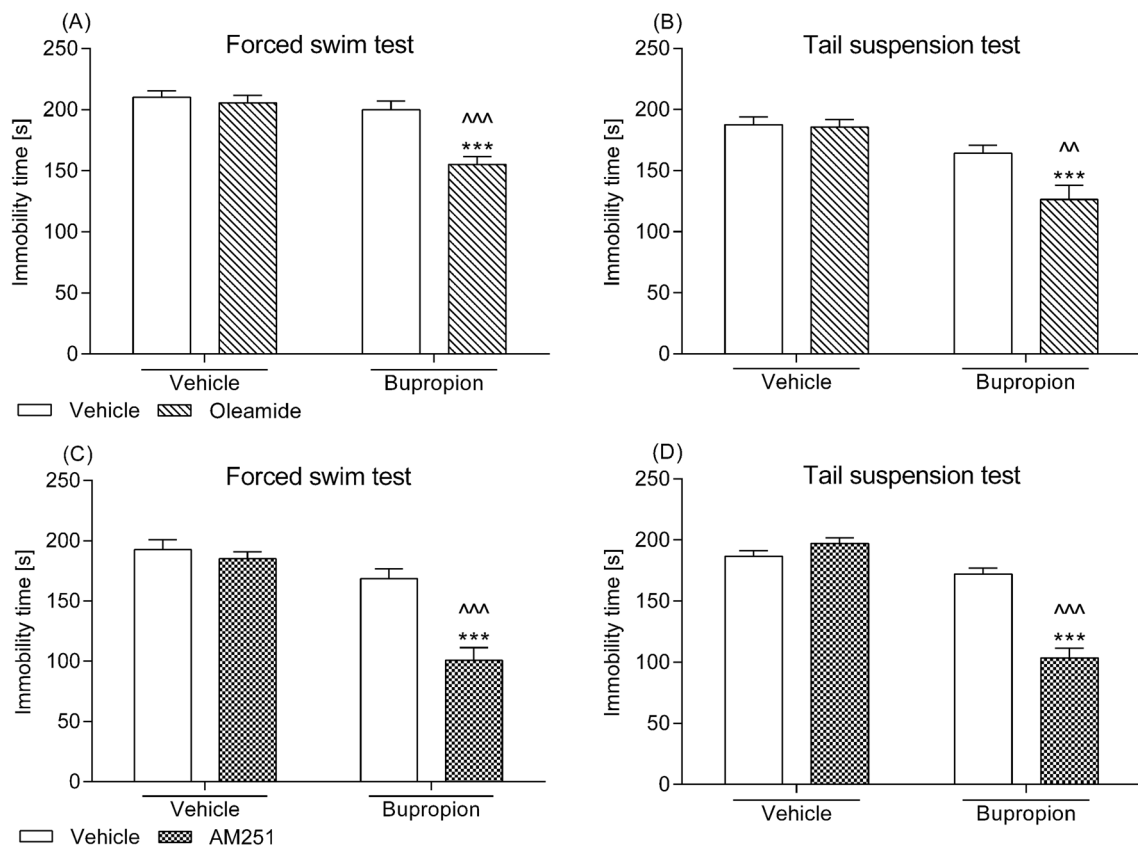 (A)
Forced swim test
Immobility time [s]
250
200
150
100
50
0
^^^
***
Vehicle
Bupropion
Vehicle Oleamide
(B)
Tail suspension test
Immobility time [s]
250
200
150
100
50
0
^^
***
Vehicle
Bupropion
(C)
Forced swim test
Immobility time [s]
250
200
150
100
50
0
^^^
***
Vehicle
Bupropion
Vehicle AM251
(D)
Tail suspension test
Immobility time [s]
250
200
150
100
50
0
^^^
***
Vehicle
Bupropion